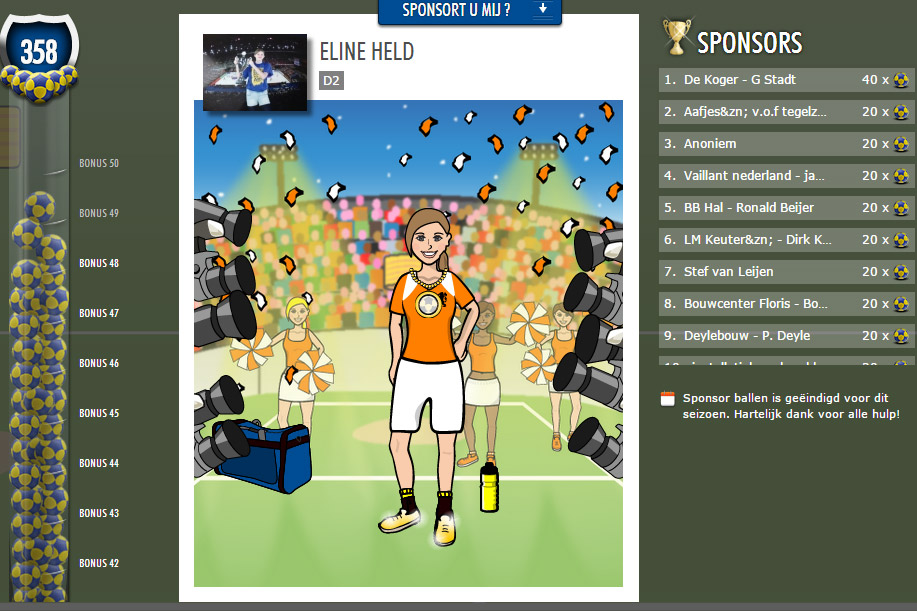 SPONSORT U MIJ ?
358
ELINE HELD
D2
BONUS 50
BONUS 49
BONUS 48
BONUS 47
BONUS 46
BONUS 45
BONUS 44
BONUS 43
BONUS 42
SPONSORS
1. De Koger - G Stadt 40 x
2. Aafjes&zn; v.o.f tegelz... 20 x
3. Anoniem 20 x
4. Vaillant nederland - ja... 20 x
5. BB Hal - Ronald Beijer 20 x
6. LM Keuter&zn; - Dirk K... 20 x
7. Stef van Leijen 20 x
8. Bouwcenter Floris - Bo... 20 x
9. Deylebouw - P. Deyle 20 x
Sponsor ballen is geëindigd voor dit
seizoen. Hartelijk dank voor alle hulp!